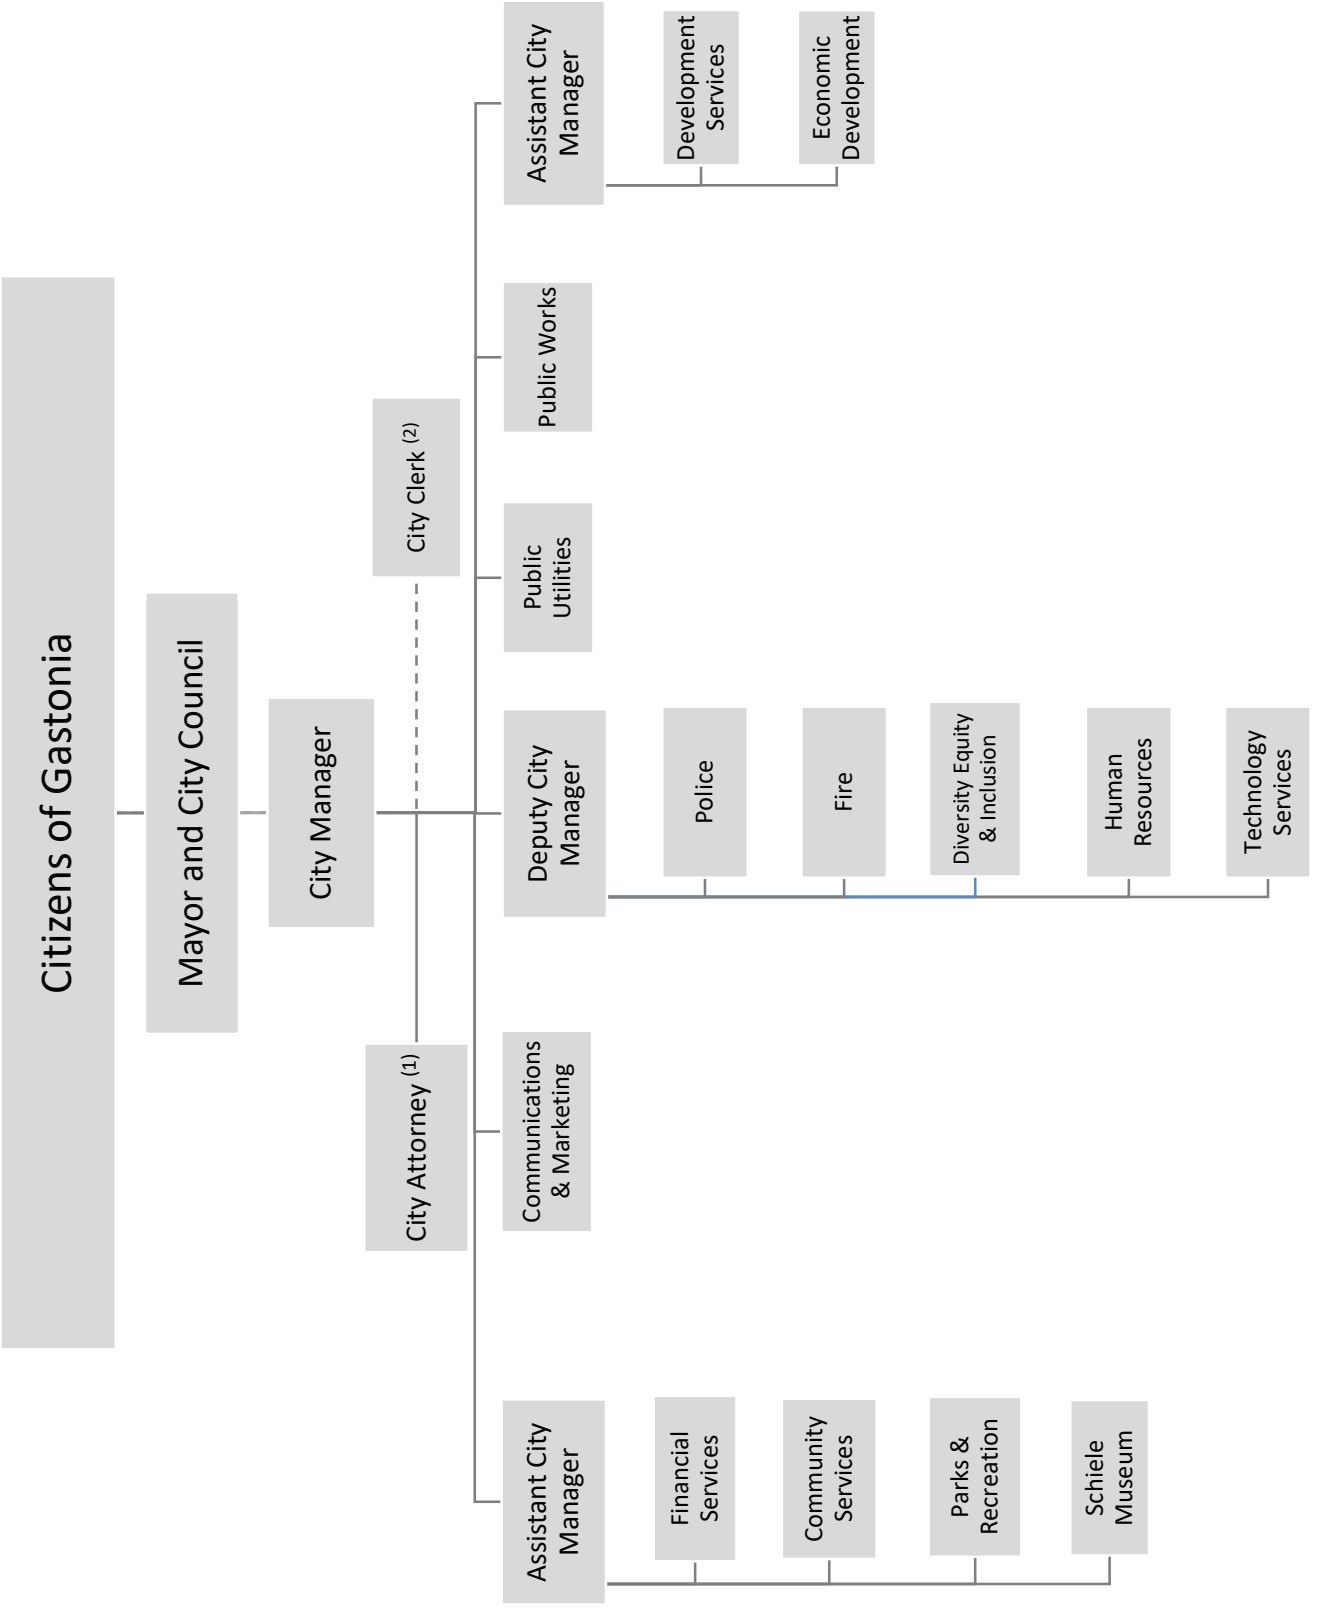 Citizens of Gastonia
Mayor and City Council
City Manager
City Attorney (1)
City Clerk (2)
Assistant City
Manager
Financial
Services
Community
Services
Parks &
Recreation
Schiele
Museum
Communications
& Marketing
Deputy City
Manager
Police
Fire
Diversity Equity
& Inclusion
Human
Resources
Technology
Services
Public
Utilities
Public Works
Assistant City
Manager
Development
Services
Economic
Development